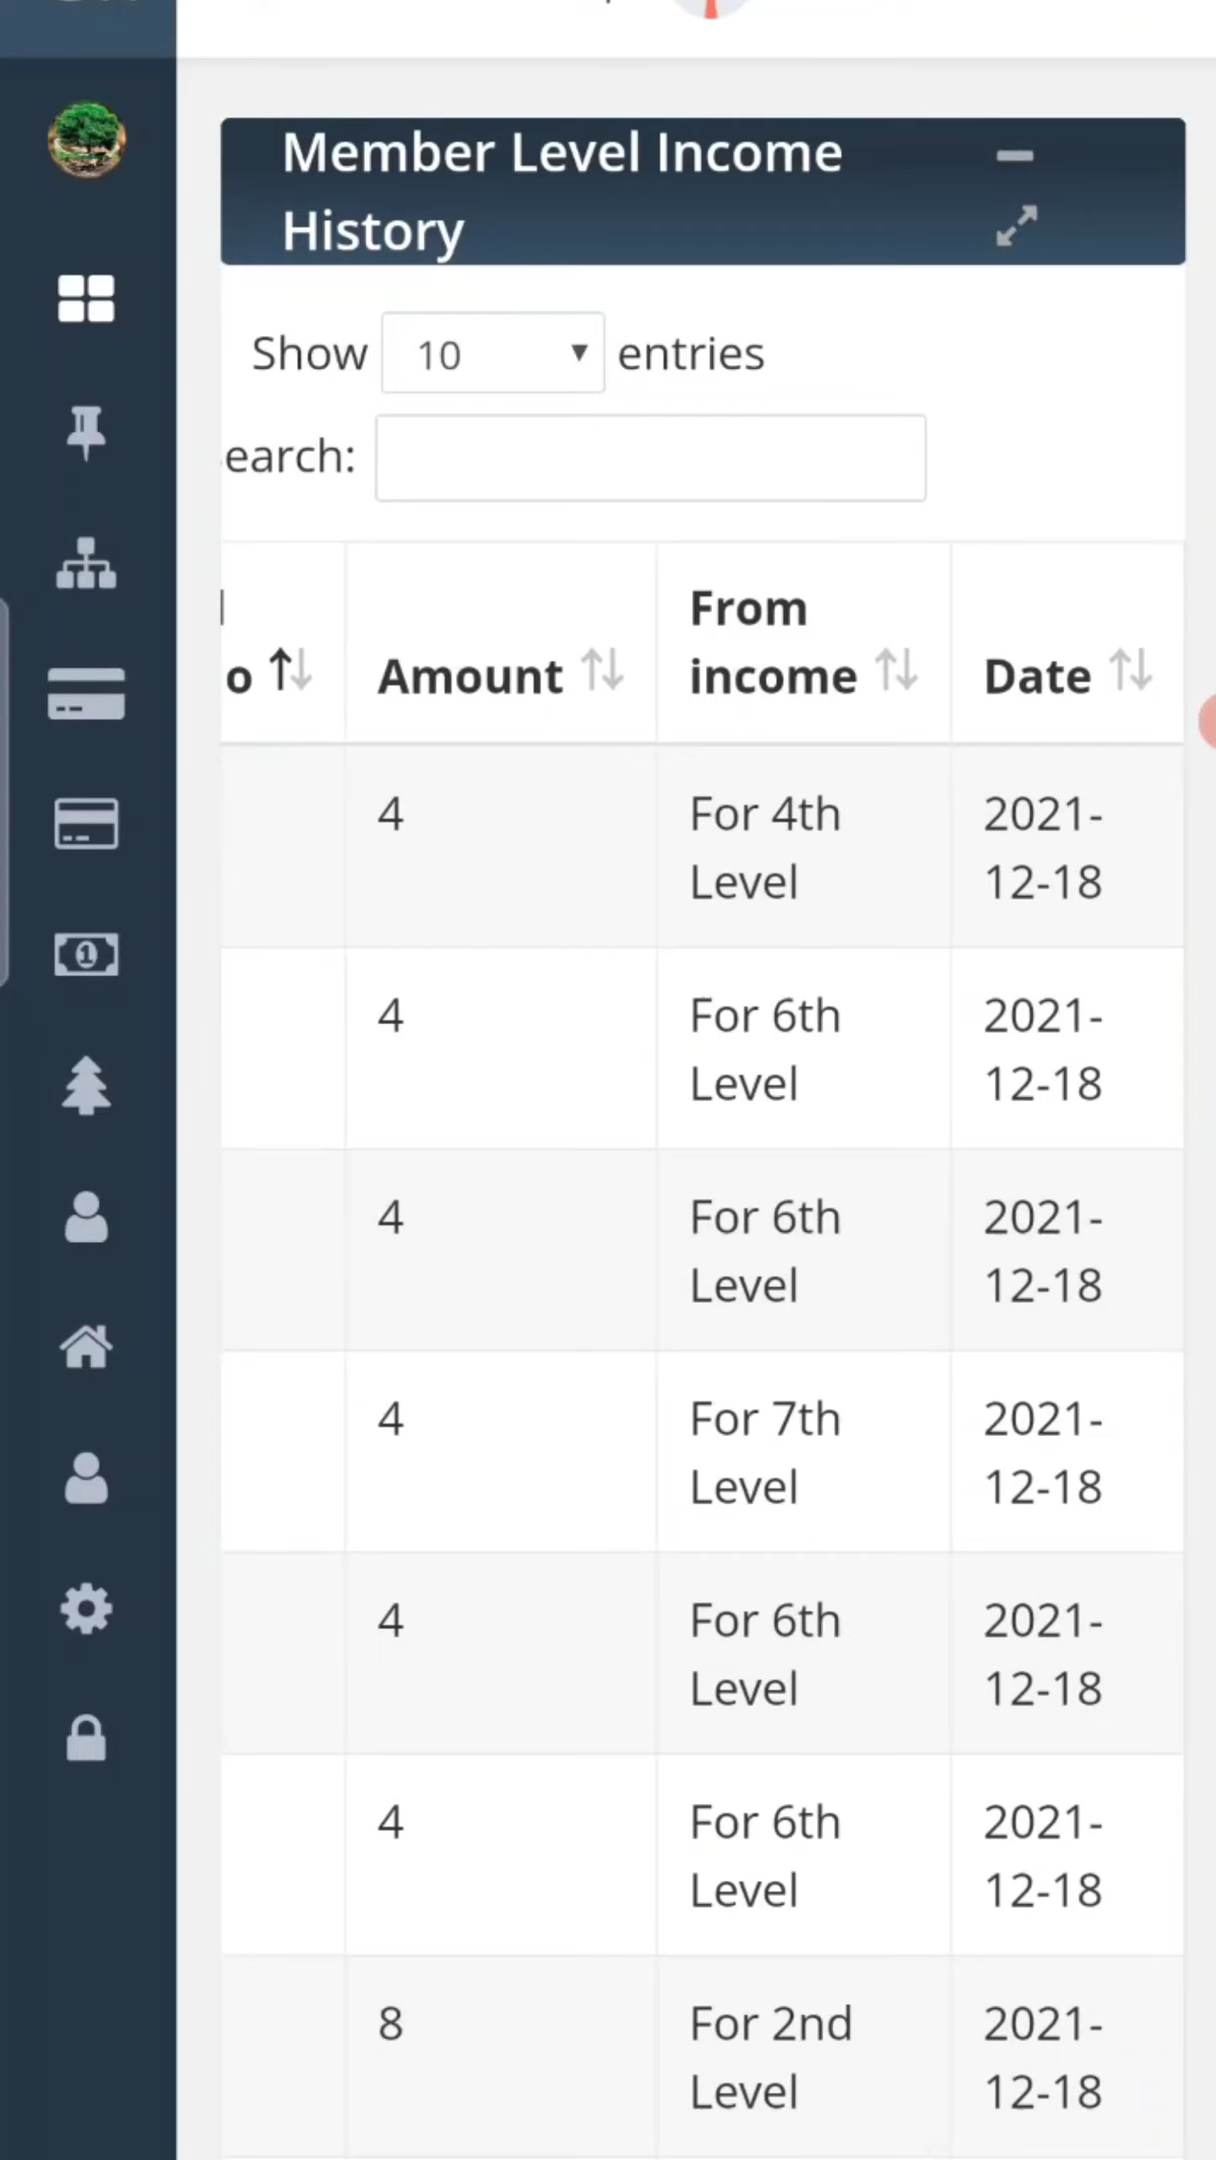 Member Level Income
History
Show 10 entries
earch:
From
o Amount income Date
4 For 4th 2021-
Level 12-18
4 For 6th 2021-
Level 12-18
4 For 6th 2021-
Level 12-18
4 For 7th 2021-
Level 12-18
4 For 6th 2021-
Level 12-18
4 For 6th 2021-
Level 12-18
8 For 2nd 2021-
Level 12-18